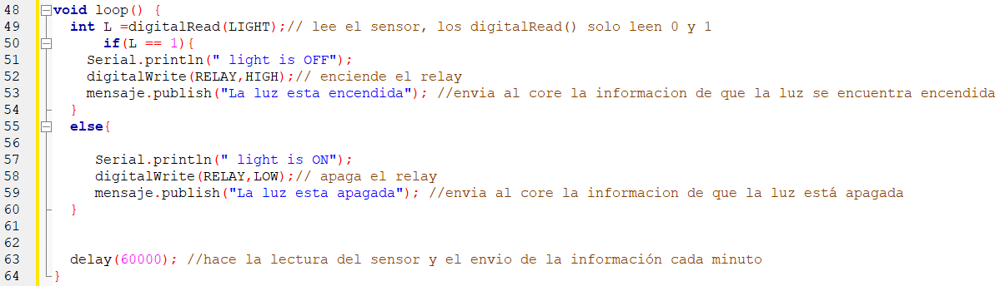 48 void loop() {
49 int L =digitalRead(LIGHT);// lee el sensor, los digitalRead() solo leen 0 y 1
50 if(L == 1){
51 Serial.println(" light is OFF");
52 digitalWrite(RELAY,HIGH);// enciende el relay
53 mensaje.publish("La luz esta encendida"); //envia al core la informacion de que la luz se encuentra encendida
54 }
55 else{
56
57 Serial.println(" light is ON");
58 digitalWrite(RELAY,LOW);// apaga el relay
59 mensaje.publish("La luz esta apagada"); //envia al core la informacion de que la luz está apagada
60 }
61
62
63 delay(60000); //hace la lectura del sensor y el envio de la información cada minuto
64 }